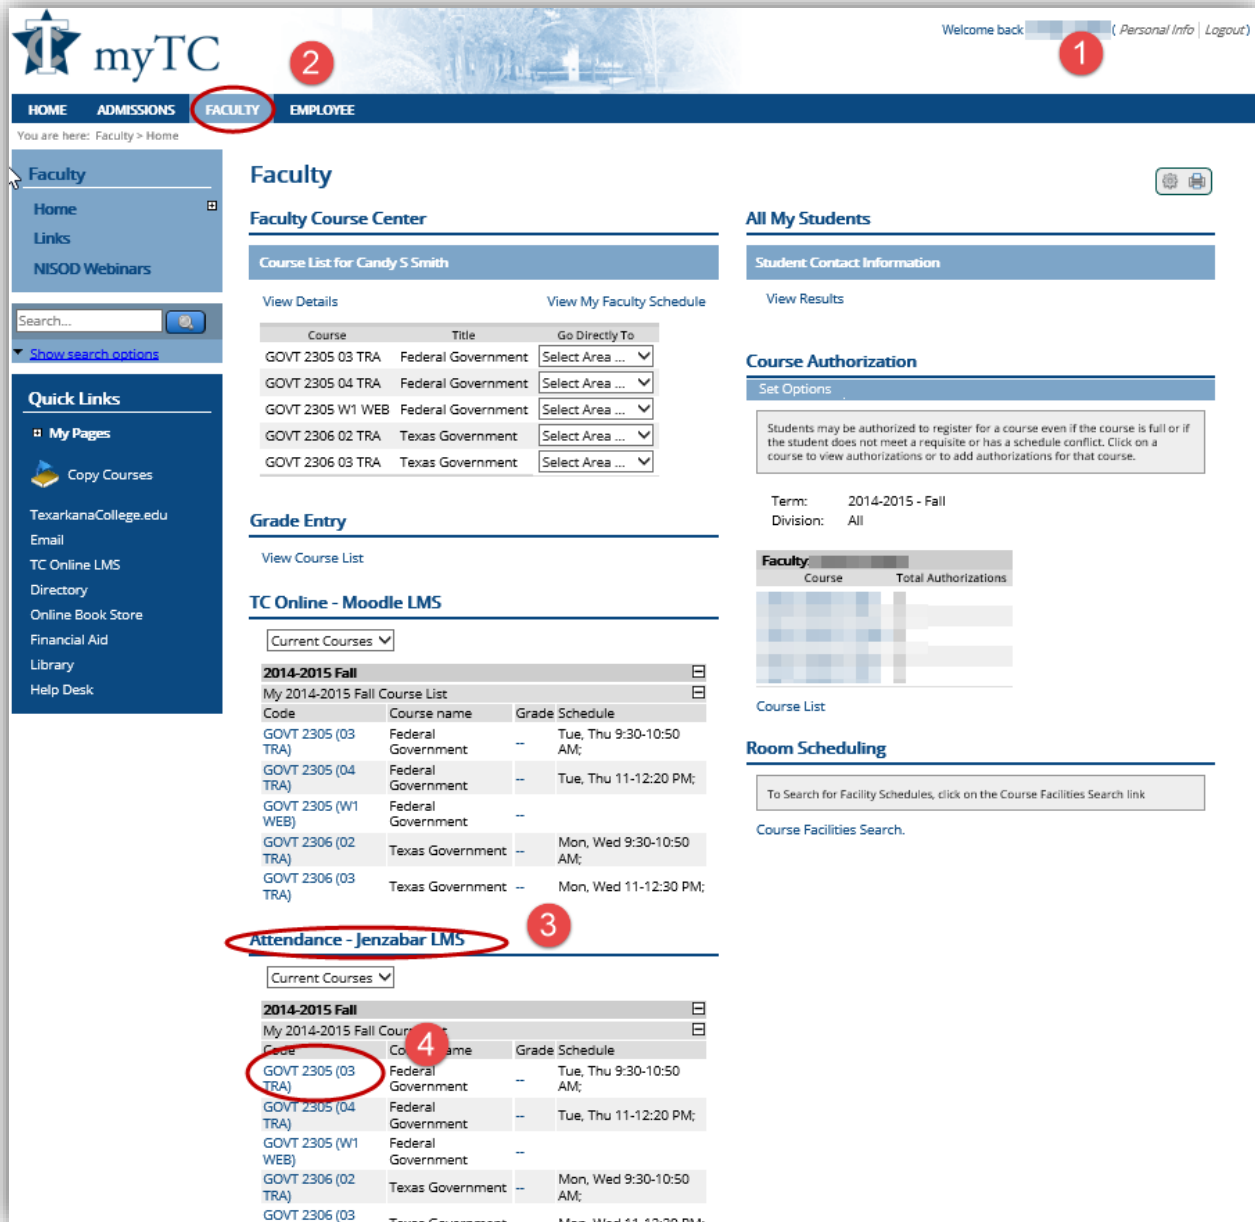 Welcome back ( Personal Info | Logout )
1
TC myTC
2
HOME ADMISSIONS FACULTY EMPLOYEE
You are here: Faculty > Home
Faculty
Home
Links
NISOD Webinars
Search...
Show search options
Quick Links
My Pages
Copy Courses
TexarkanaCollege.edu
Email
TC Online LMS
Directory
Online Book Store
Financial Aid
Library
Help Desk
Faculty
Faculty Course Center
Course List for Candy S Smith
View Details View My Faculty Schedule
Course Title Go Directly To
GOVT 2305 03 TRA Federal Government Select Area ...
GOVT 2305 04 TRA Federal Government Select Area ...
GOVT 2305 W1 WEB Federal Government Select Area ...
GOVT 2306 02 TRA Texas Government Select Area ...
GOVT 2306 03 TRA Texas Government Select Area ...
Grade Entry
View Course List
TC Online - Moodle LMS
Current Courses
2014-2015 Fall
My 2014-2015 Fall Course List
Code Course name Grade Schedule
GOVT 2305 (03 Federal -- Tue, Thu 9:30-10:50
TRA) Government AM;
GOVT 2305 (04 Federal -- Tue, Thu 11-12:20 PM;
TRA) Government
GOVT 2305 (W1 Federal --
WEB) Government
GOVT 2306 (02 Texas Government -- Mon, Wed 9:30-10:50
TRA) AM;
GOVT 2306 (03 Texas Government -- Mon, Wed 11-12:30 PM;
TRA)
3
Attendance - Jenzabar LMS
Current Courses
2014-2015 Fall
My 2014-2015 Fall
4
Code Grade Schedule
GOVT 2305 (03 Federal -- Tue, Thu 9:30-10:50
TRA) Government AM;
GOVT 2305 (04 Federal -- Tue, Thu 11-12:20 PM;
TRA) Government
GOVT 2305 (W1 Federal --
WEB) Government
GOVT 2306 (02 Texas Government -- Mon, Wed 9:30-10:50
TRA) AM;
GOVT 2306 (03 Texas Government Mon, Wed 11-12:30 PM;
All My Students
Student Contact Information
View Results
Course Authorization
Set Options
Students may be authorized to register for a course even if the course is full or if
the student does not meet a requisite or has a schedule conflict. Click on a
course to view authorizations or to add authorizations for that course.
Term: 2014-2015 - Fall
Division: All
Faculty:
Course Total Authorizations
Course List
Room Scheduling
To Search for Facility Schedules, click on the Course Facilities Search link
Course Facilities Search.